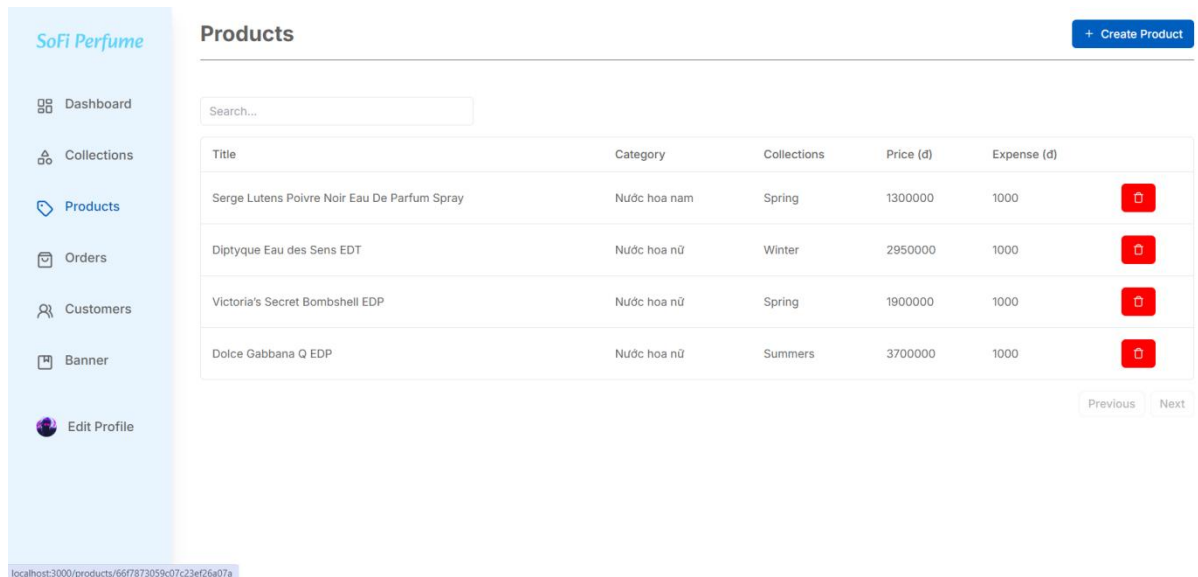 SoFi Perfume
Dashboard
Collections
Products
Orders
Customers
Banner
Edit Profile
Products
+ Create Product
Search...
Title Category Collections Price (đ) Expense (đ)
Serge Lutens Poivre Noir Eau De Parfum Spray Nước hoa nam Spring 1300000 1000
Diptyque Eau des Sens EDT Nước hoa nữ Winter 2950000 1000
Victoria's Secret Bombshell EDP Nước hoa nữ Spring 1900000 1000
Dolce Gabbana Q EDP Nước hoa nữ Summers 3700000 1000
Previous Next
localhost:3000/products/66f7873059c07c23ef26a07a